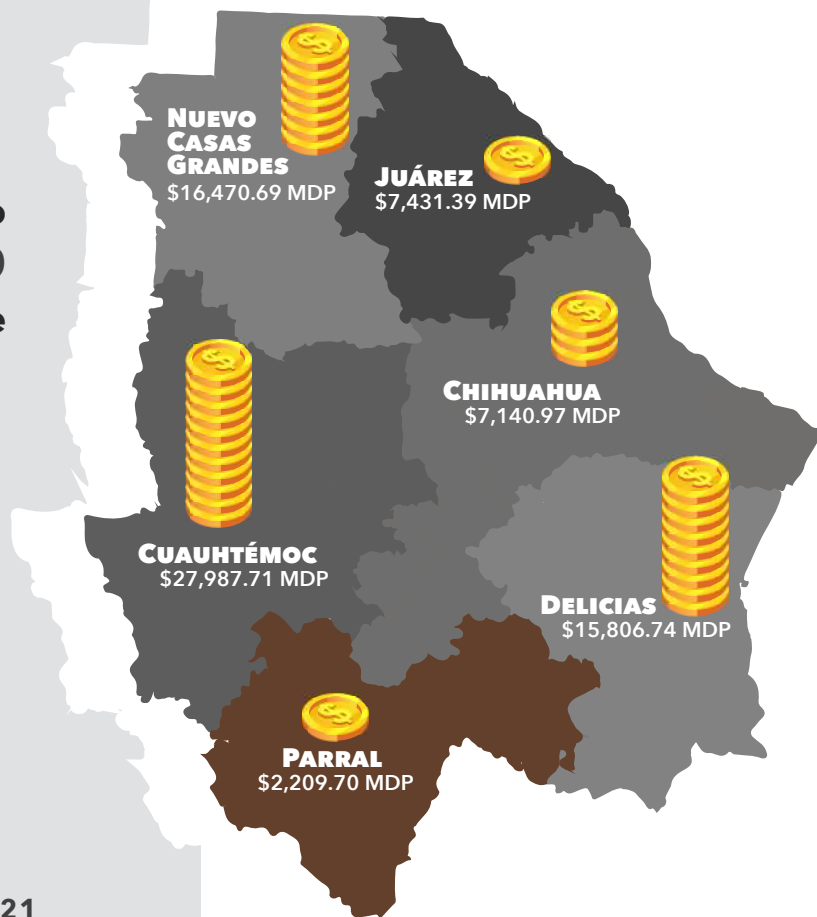 NUEVO
CASAS
GRANDES
$16,470.69 MDP
JUÁREZ
$7,431.39 MDP
CHIHUAHUA
$7,140.97 MDP
CUAUHTÉMOC
$27,987.71 MDP
DELICIAS
$15,806.74 MDP
PARRAL
$2,209.70 MDP
21